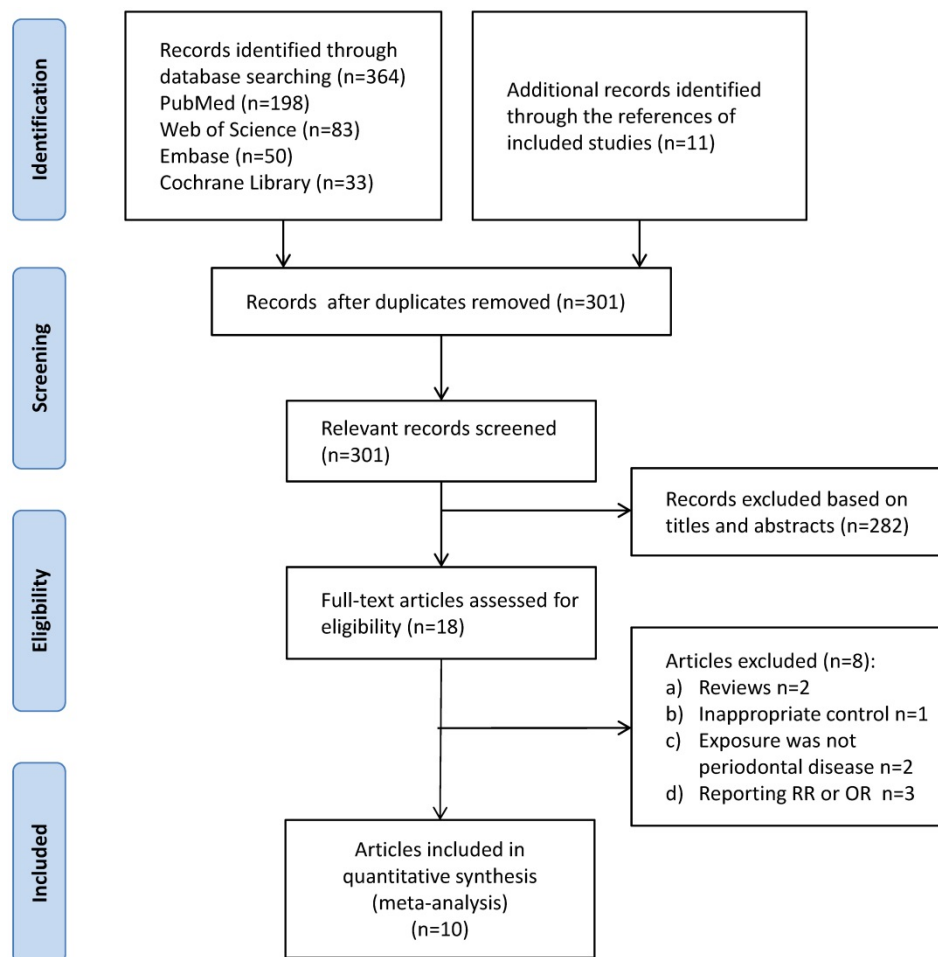 Identification
Records identified through
database searching (n=364)
PubMed (n=198)
Web of Science (n=83)
Embase (n=50)
Cochrane Library (n=33)
Additional records identified
through the references of
included studies (n=11)
Screening
Records after duplicates removed (n=301)
Relevant records screened
(n=301)
Records excluded based on
titles and abstracts (n=282)
Eligibility
Full-text articles assessed for
eligibility (n=18)
Articles excluded (n=8):
a) Reviews n=2
b) Inappropriate control n=1
c) Exposure was not
periodontal disease n=2
d) Reporting RR or OR n=3
Included
Articles included in
quantitative synthesis
(meta-analysis)
(n=10)